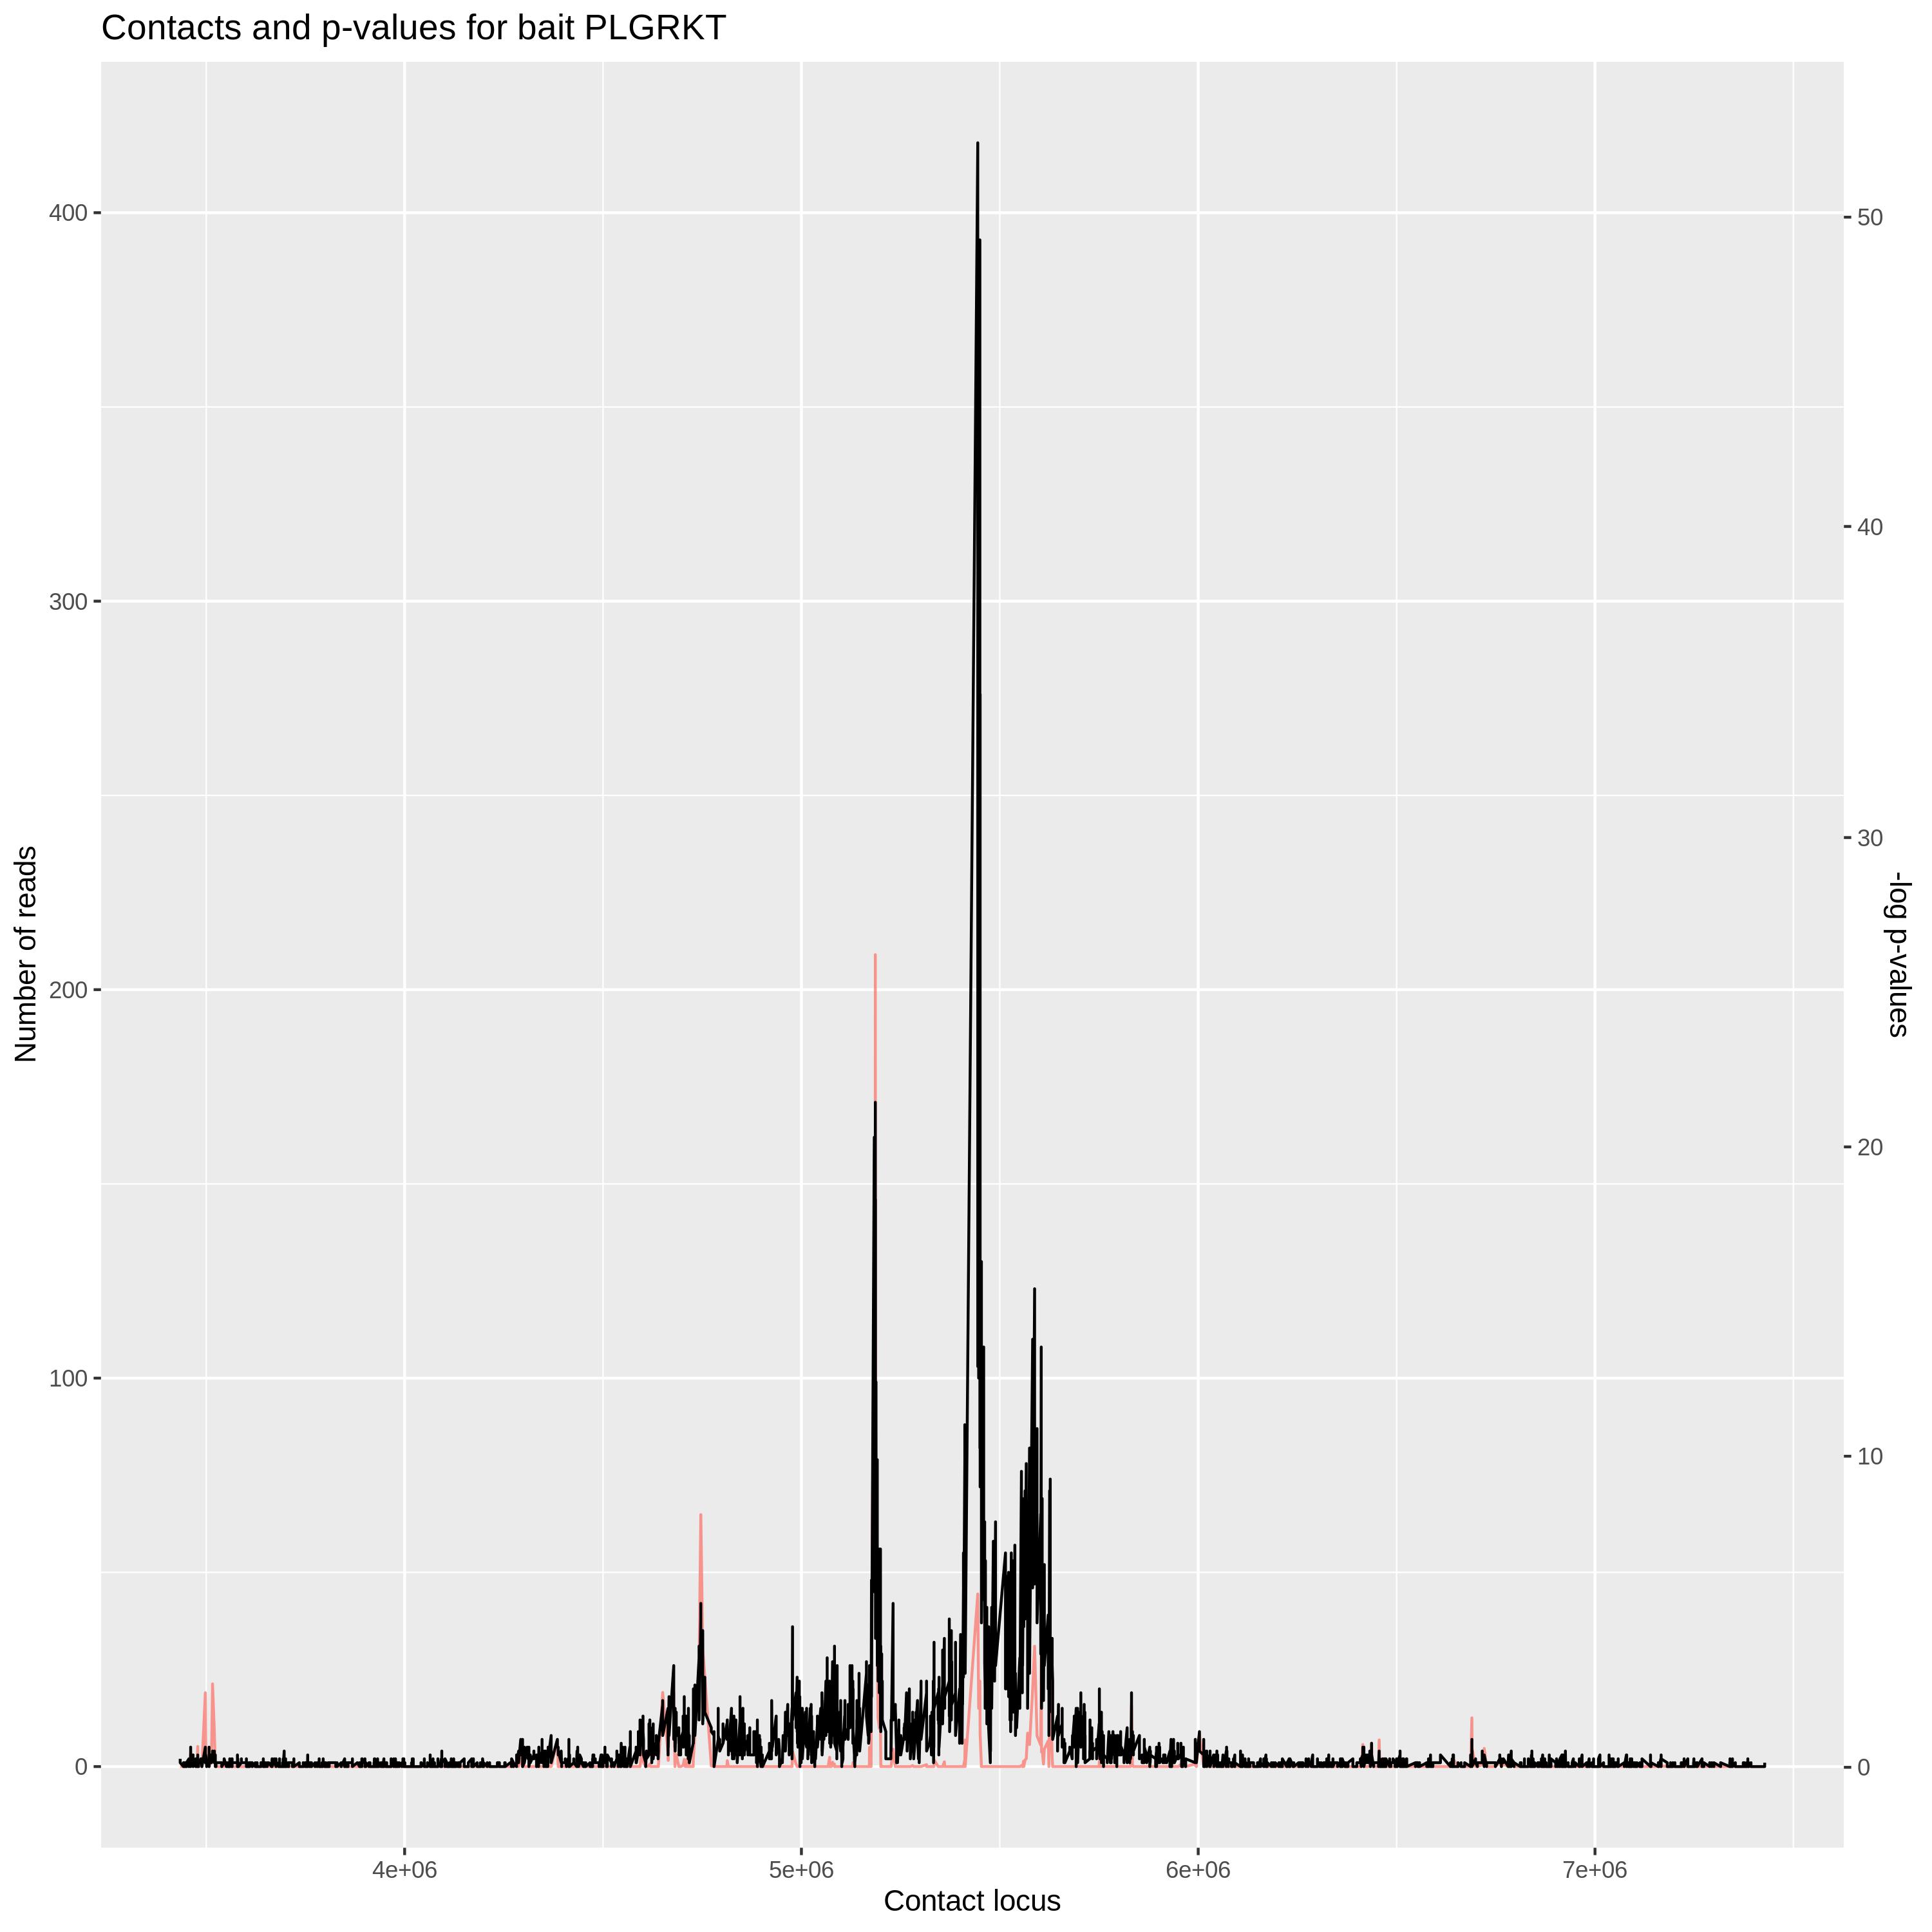 Contacts and p-values for bait PLGRKT
400
300
200
100
0
50
40
30
20
10
0
Number of reads
-log p-values
4e+06
5e+06
6e+06
7e+06
Contact locus